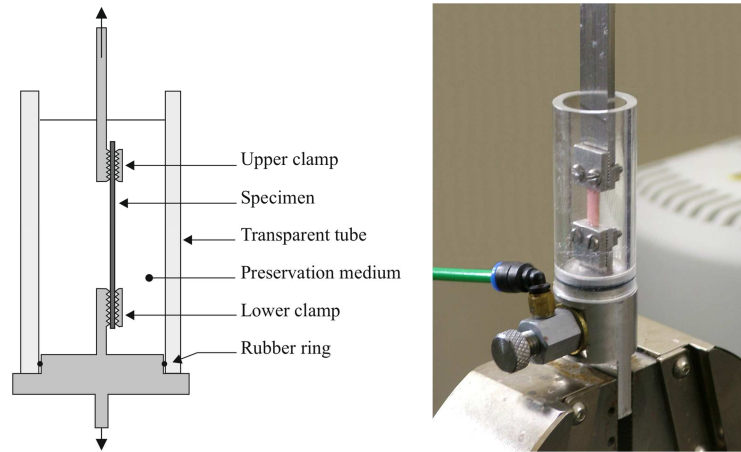 Upper clamp
Specimen
Transparent tube
Preservation medium
Lower clamp
Rubber ring